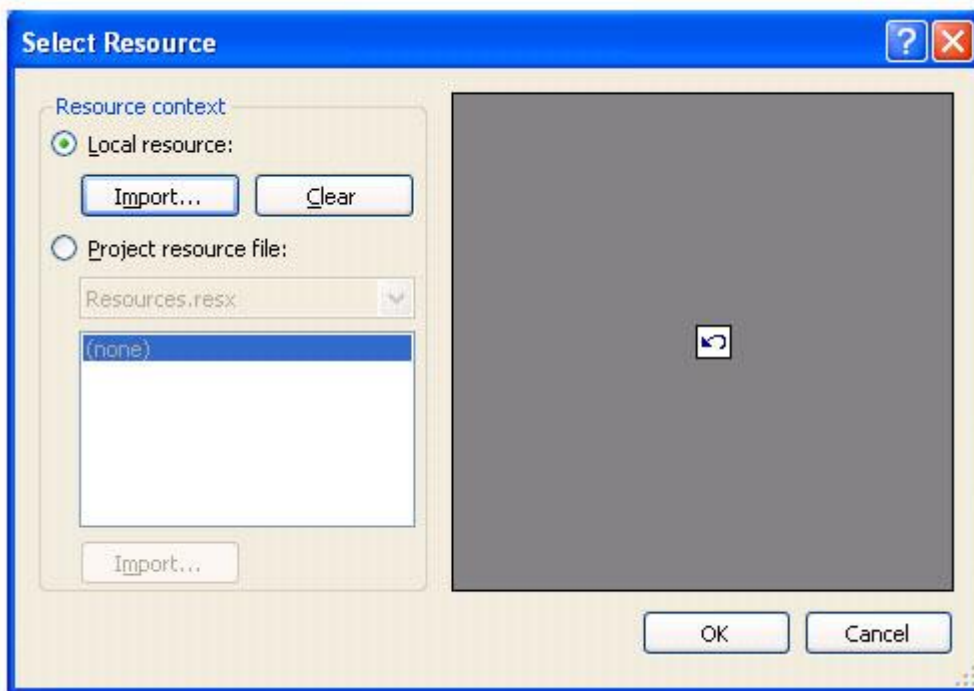 Select Resource
Resource context
Local resource:
Import...
Clear
Project resource file:
Resources.resx
(none)
Import...
OK
Cancel